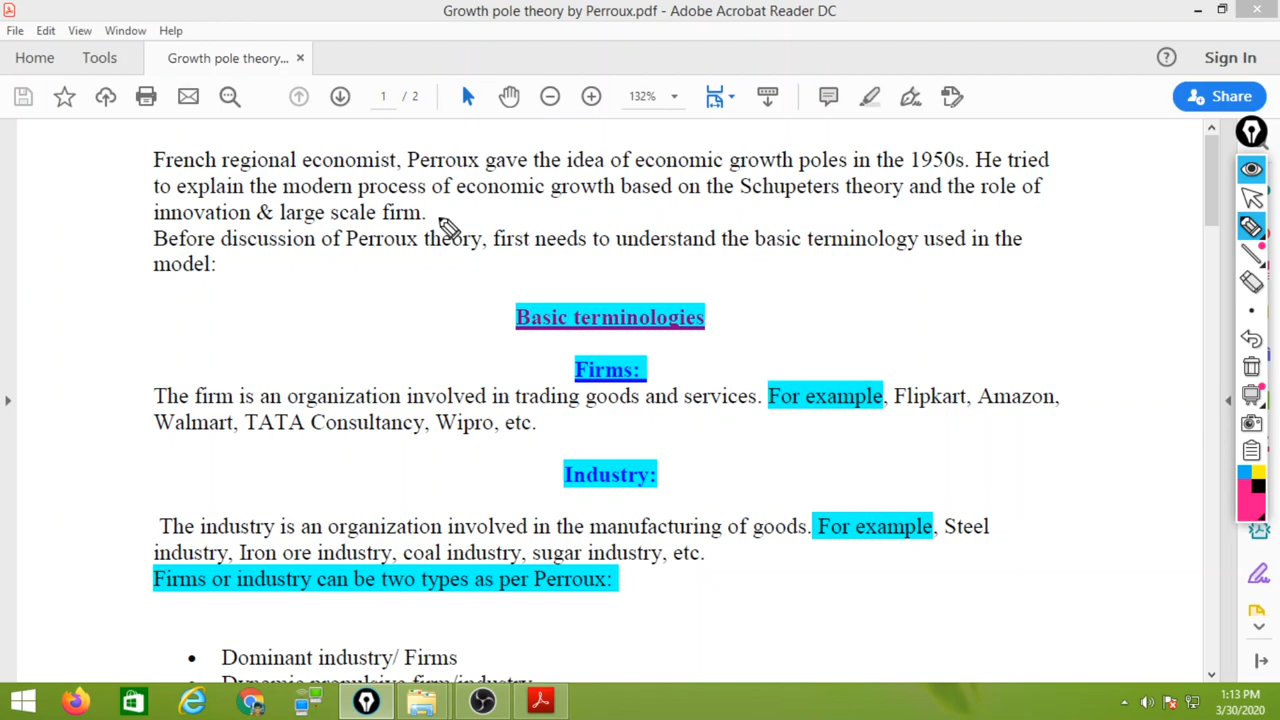 Growth pole theory by Perroux.pdf - Adobe Acrobat Reader DC
File Edit View Window Help
Home Tools Growth pole theory... × Sign In
1 / 2 132% Share
French regional economist, Perroux gave the idea of economic growth poles in the 1950s. He tried
to explain the modern process of economic growth based on the Schupeters theory and the role of
innovation & large scale firm.
Before discussion of Perroux theory, first needs to understand the basic terminology used in the
model:
Basic terminologies
Firms:
The firm is an organization involved in trading goods and services. For example, Flipkart, Amazon,
Walmart, TATA Consultancy, Wipro, etc.
Industry:
The industry is an organization involved in the manufacturing of goods. For example, Steel
industry, Iron ore industry, coal industry, sugar industry, etc.
Firms or industry can be two types as per Perroux:
• Dominant industry/ Firms
Dynamic propulsive firm/industry
1:13 PM
3/30/2020